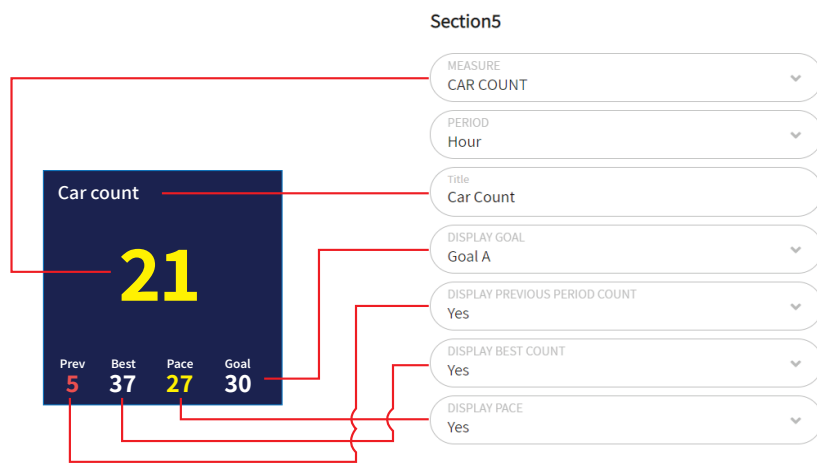 Section5
MEASURE
CAR COUNT
PERIOD
Hour
Title
Car Count
DISPLAY GOAL
Goal A
DISPLAY PREVIOUS PERIOD COUNT
Yes
DISPLAY BEST COUNT
Yes
DISPLAY PACE
Yes
Car count
21
Prev Best Pace Goal
5 37 27 30